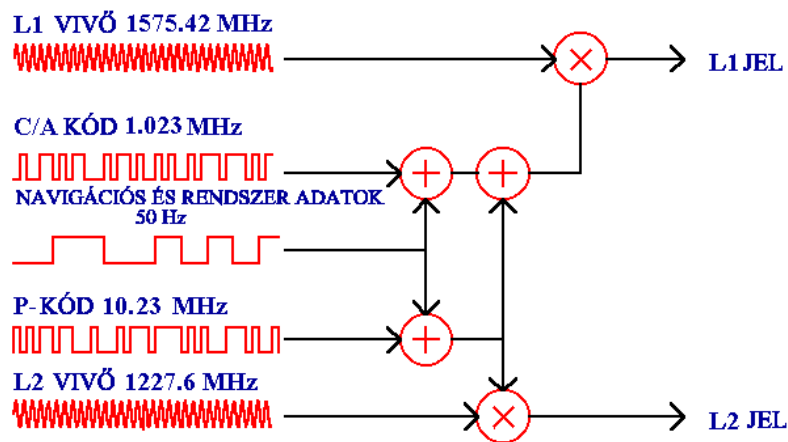 L1 VIVŐ 1575.42 MHz
L1 JEL
C/A KÓD 1.023 MHz
NAVIGÁCIÓS ÉS RENDSZER ADATOK
50 Hz
P-KÓD 10.23 MHz
L2 VIVŐ 1227.6 MHz
L2 JEL